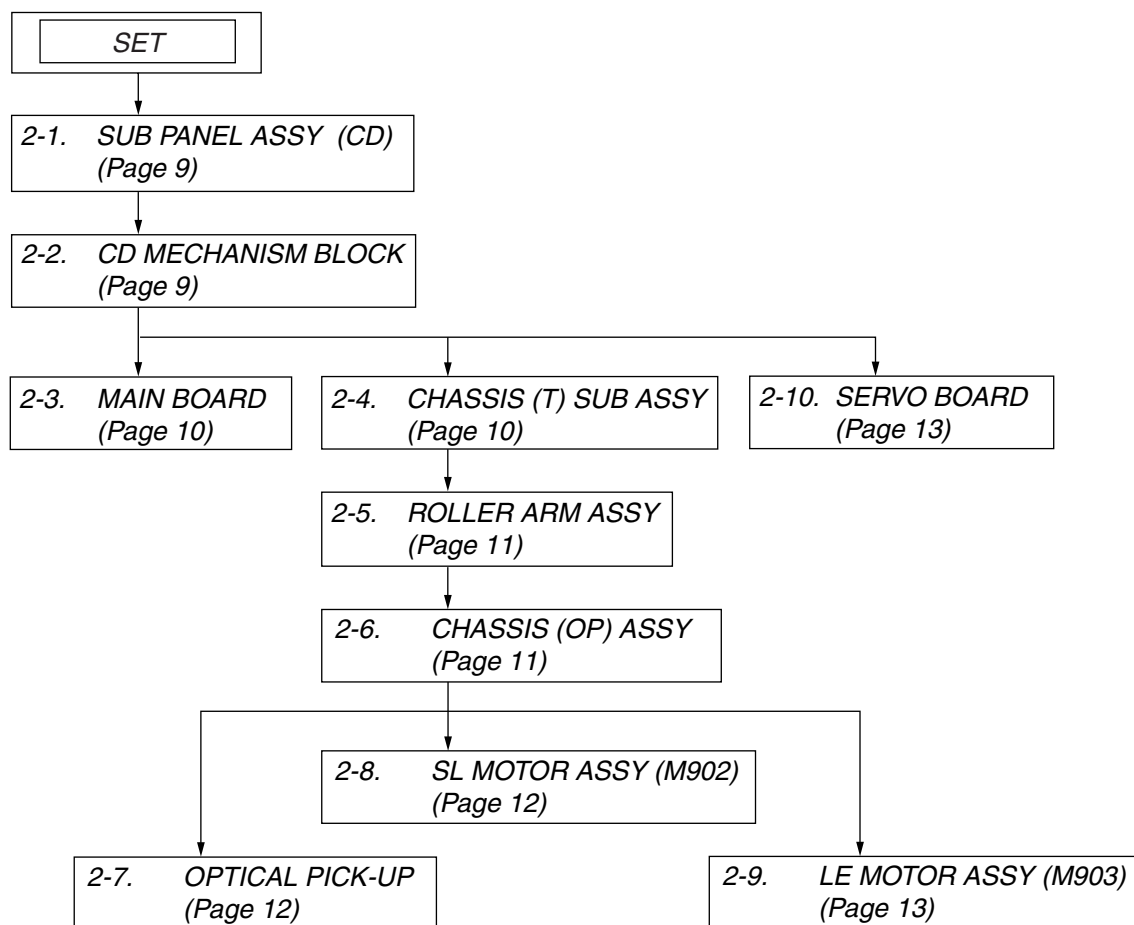 SET
2-1. SUB PANEL ASSY (CD)
(Page 9)
2-2. CD MECHANISM BLOCK
(Page 9)
2-3. MAIN BOARD
(Page 10)
2-4. CHASSIS (T) SUB ASSY
(Page 10)
2-10. SERVO BOARD
(Page 13)
2-5. ROLLER ARM ASSY
(Page 11)
2-6. CHASSIS (OP) ASSY
(Page 11)
2-8. SL MOTOR ASSY (M902)
(Page 12)
2-7. OPTICAL PICK-UP
(Page 12)
2-9. LE MOTOR ASSY (M903)
(Page 13)